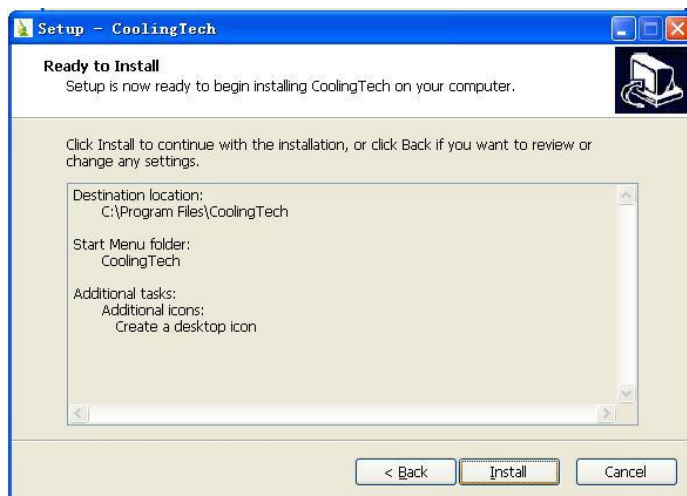 Setup - CoolingTech
Ready to Install
Setup is now ready to begin installing CoolingTech on your computer.
Click Install to continue with the installation, or click Back if you want to review or
change any settings.
Destination location:
C:\Program Files\CoolingTech
Start Menu folder:
CoolingTech
Additional tasks:
Additional icons:
Create a desktop icon
< Back
Install
Cancel